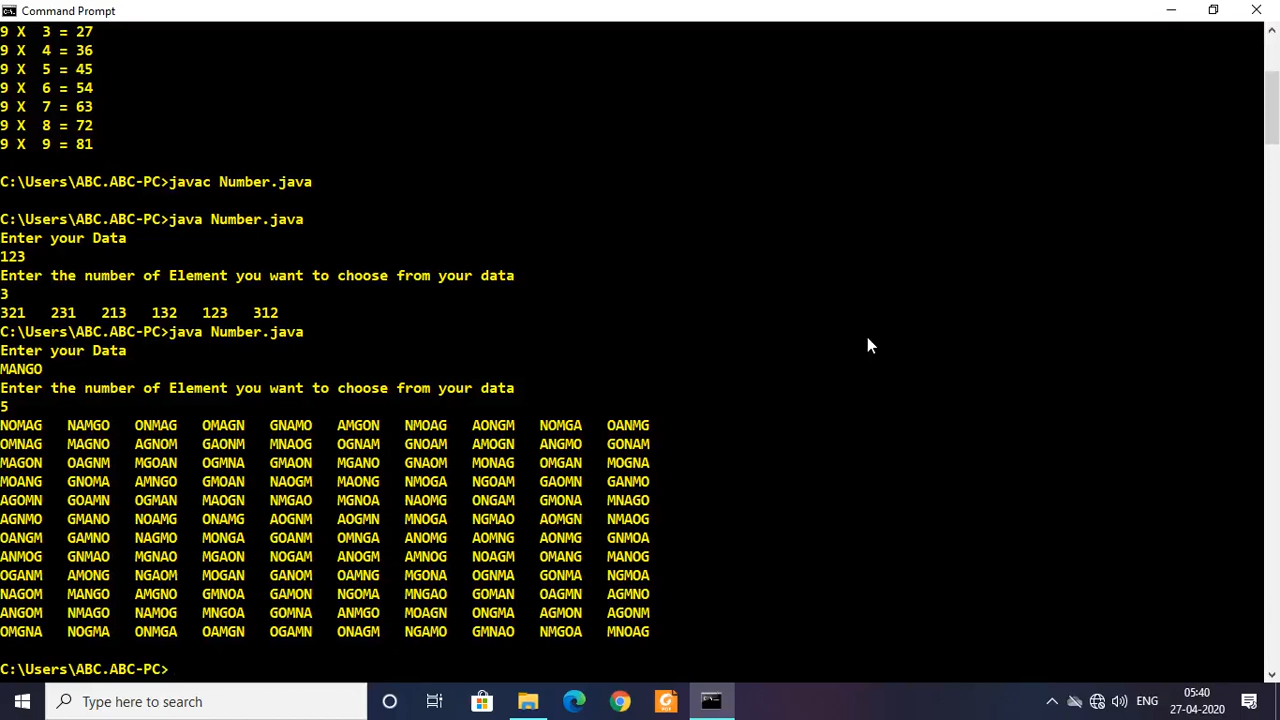 Command Prompt
9 X  3 = 27
9 X  4 = 36
9 X  5 = 45
9 X  6 = 54
9 X  7 = 63
9 X  8 = 72
9 X  9 = 81
C:\Users\ABC.ABC-PC>javac Number.java
C:\Users\ABC.ABC-PC>java Number.java
Enter your Data
123
Enter the number of Element you want to choose from your data
3
321   231   213   132   123   312
C:\Users\ABC.ABC-PC>java Number.java
Enter your Data
MANGO
Enter the number of Element you want to choose from your data
5
NOMAG   NAMGO   ONMAG   OMAGN   GNAMO   AMGON   NMOAG   AONGM   NOMGA   OANMG
OMNAG   MAGNO   AGNOM   GAONM   MNAOG   OGNAM   GNOAM   AMOGN   ANGMO   GONAM
MAGON   OAGNM   MGOAN   OGMNA   GMAON   MGANO   GNAOM   MONAG   OMGAN   MOGNA
MOANG   GNOMA   AMNGO   GMOAN   NAOGM   MAONG   NMOGA   NGOAM   GAOMN   GANMO
AGOMN   GOAMN   OGMAN   MAOGN   NMGAO   MGNOA   NAOMG   ONGAM   GMONA   MNAGO
AGNMO   GMANO   NOAMG   ONAMG   AOGNM   AOGMN   MNOGA   NGMAO   AOMGN   NMAOG
OANGM   GAMNO   NAGMO   MONGA   GOANM   OMNGA   ANOMG   AOMNG   AONMG   GNMOA
ANMOG   GNMAO   MGNAO   MGAON   NOGAM   ANOGM   AMNOG   NOAGM   OMANG   MANOG
OGANM   AMONG   NGAOM   MOGAN   GANOM   OAMNG   MGONA   OGNMA   GONMA   NGMOA
NAGOM   MANGO   AMGNO   GMNOA   GAMON   NGOMA   MNGAO   GOMAN   OAGMN   AGMNO
ANGOM   NMAGO   NAMOG   MNGOA   GOMNA   ANMGO   MOAGN   ONGMA   AGMON   AGONM
OMGNA   NOGMA   ONMGA   OAMGN   OGAMN   ONAGM   NGAMO   GMNAO   NMGOA   MNOAG
C:\Users\ABC.ABC-PC>
Type here to search
PDF
ENG
05:40
27-04-2020